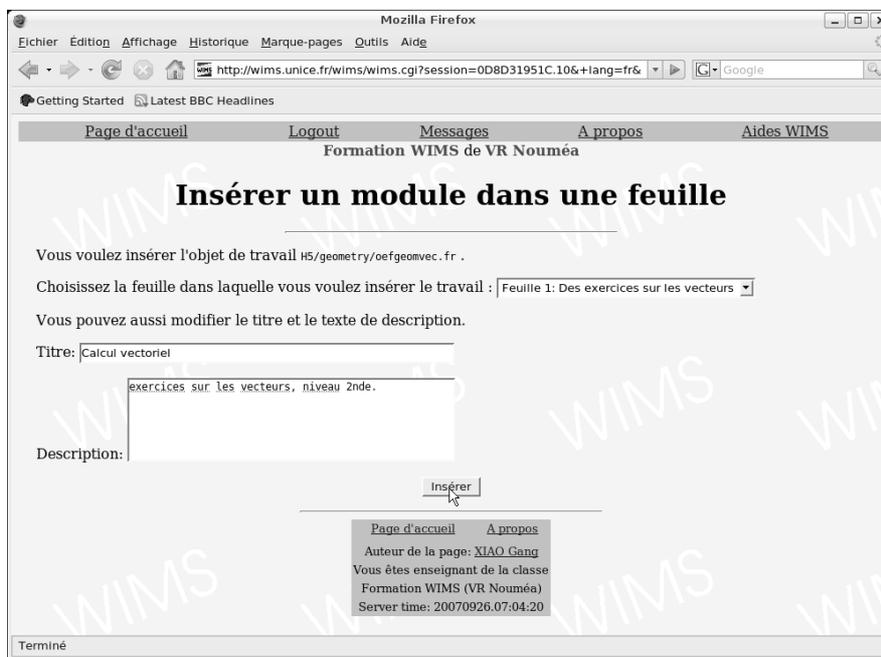 Mozilla Firefox
Fichier Édition Affichage Historique Marque-pages Outils Aide
http://wims.unice.fr/wims/wims.cgi?session=0D8D31951C.10&+lang=fr& Google
Getting Started Latest BBC Headlines
Page d'accueil Logout Messages A propos Aides WIMS
Formation WIMS de VR Nouméa
Insérer un module dans une feuille
Vous voulez insérer l'objet de travail H5/geometry/oefgeomvec.fr .
Choisissez la feuille dans laquelle vous voulez insérer le travail : Feuille 1: Des exercices sur les vecteurs
Vous pouvez aussi modifier le titre et le texte de description.
Titre: Calcul vectoriel
exercices sur les vecteurs, niveau 2nde.
Description:
Insérer
Page d'accueil A propos
Auteur de la page: XIAO Gang
Vous êtes enseignant de la classe
Formation WIMS (VR Nouméa)
Server time: 20070926.07:04:20
Terminé
WIMS
WIMS
WIMS
WIMS
WIMS
WIMS